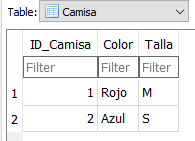 Table: Camisa
ID_Camisa Color Talla
Filter Filter Filter
1 1 Rojo M
2 2 Azul S